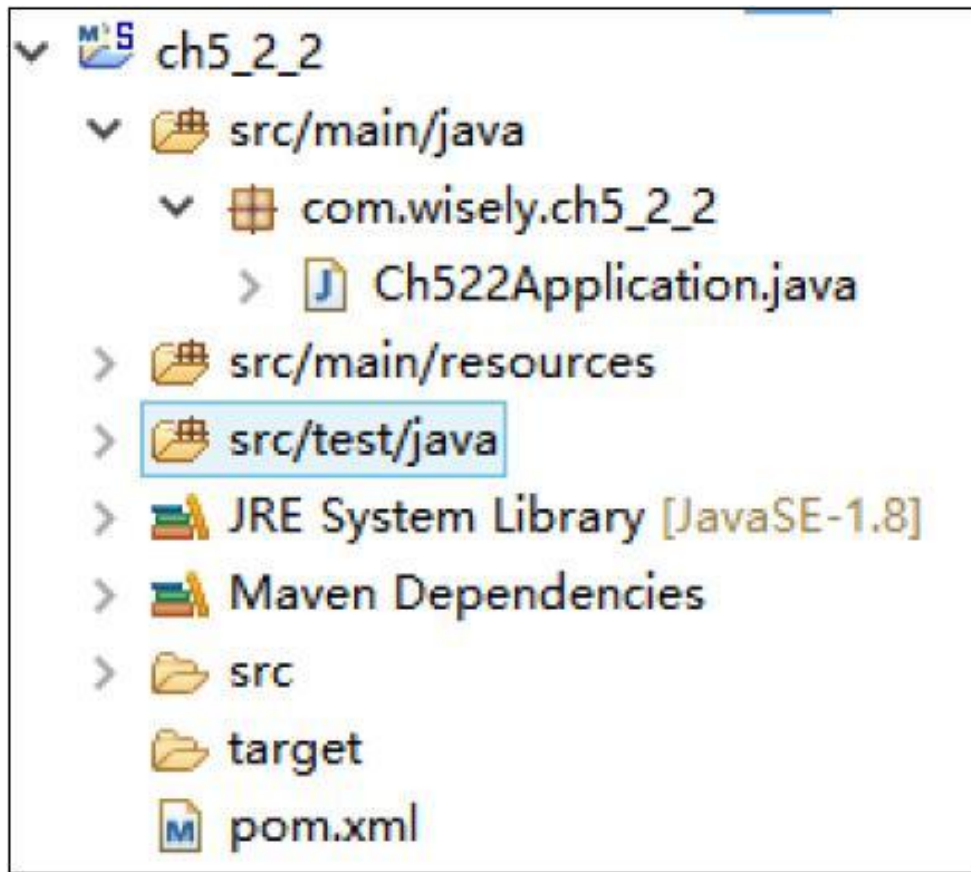 ch5_2_2
src/main/java
com.wisely.ch5_2_2
Ch522Application.java
src/main/resources
src/test/java
JRE System Library [JavaSE-1.8]
Maven Dependencies
src
target
pom.xml